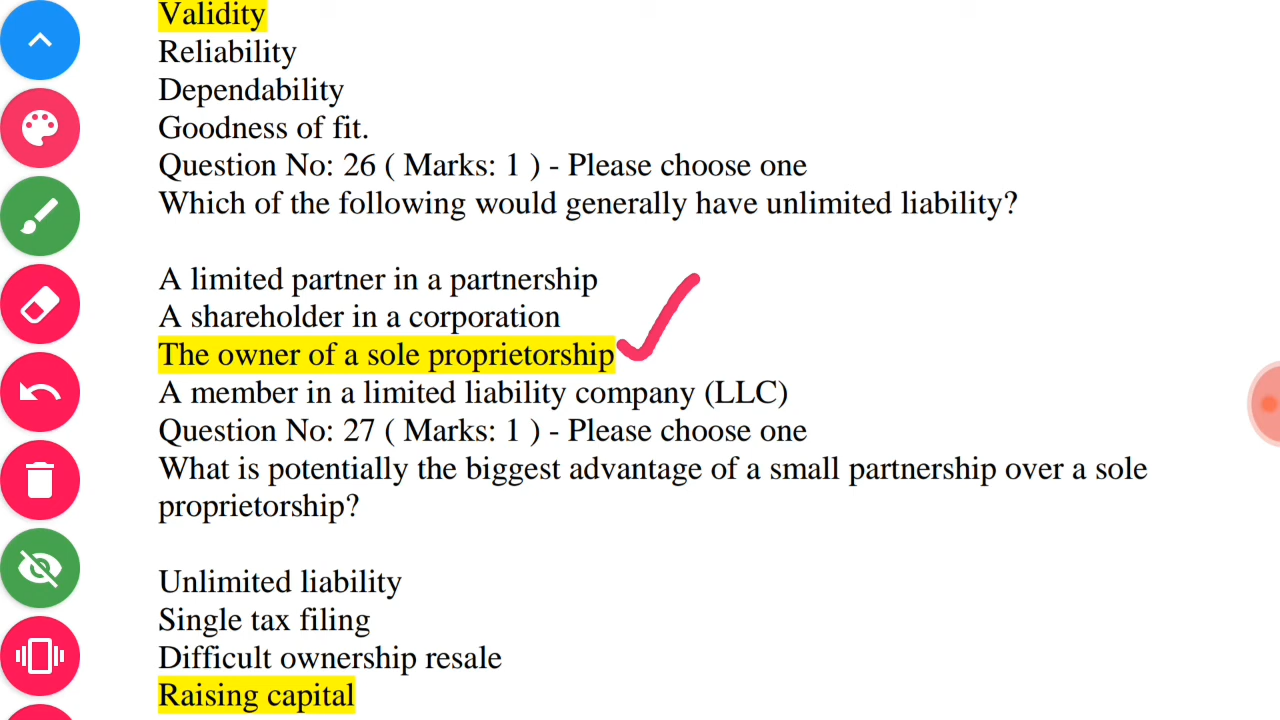 Validity
Reliability
Dependability
Goodness of fit.
Question No: 26 ( Marks: 1 ) - Please choose one
Which of the following would generally have unlimited liability?
A limited partner in a partnership
A shareholder in a corporation
The owner of a sole proprietorship
A member in a limited liability company (LLC)
Question No: 27 ( Marks: 1 ) - Please choose one
What is potentially the biggest advantage of a small partnership over a sole
proprietorship?
Unlimited liability
Single tax filing
Difficult ownership resale
Raising capital